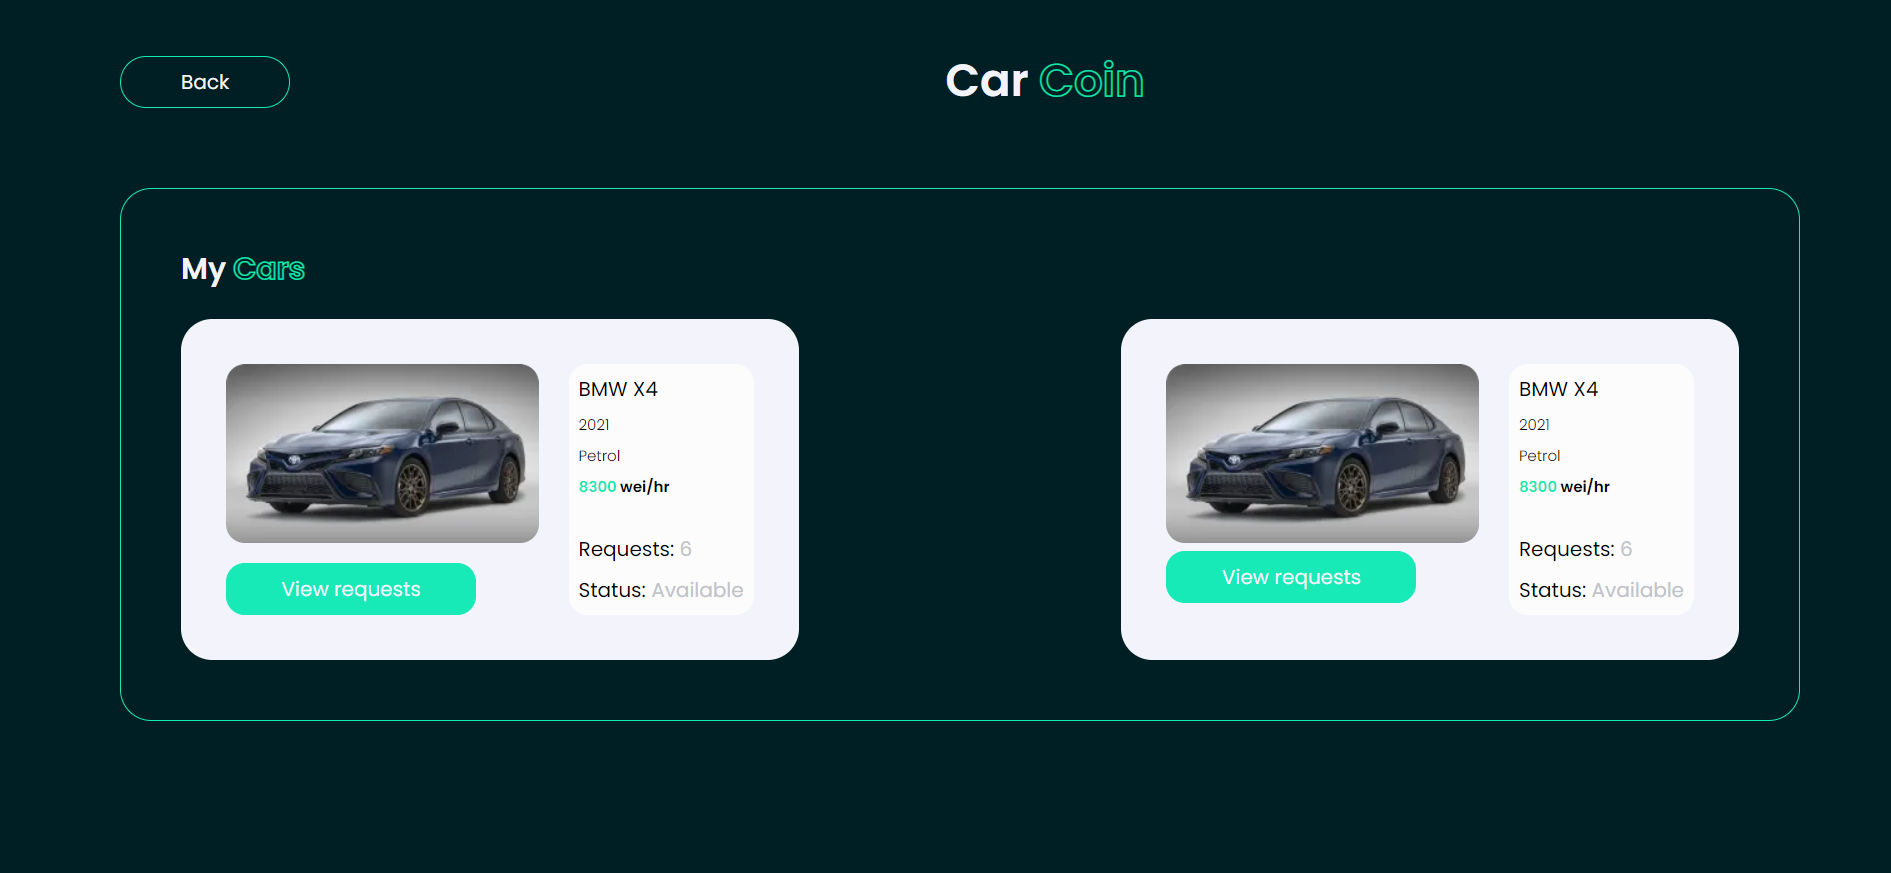 Back
Car Coin
My Cars
BMW X4
2021
Petrol
8300 wei/hr
Requests: 6
Status: Available
View requests
BMW X4
2021
Petrol
8300 wei/hr
Requests: 6
Status: Available
View requests